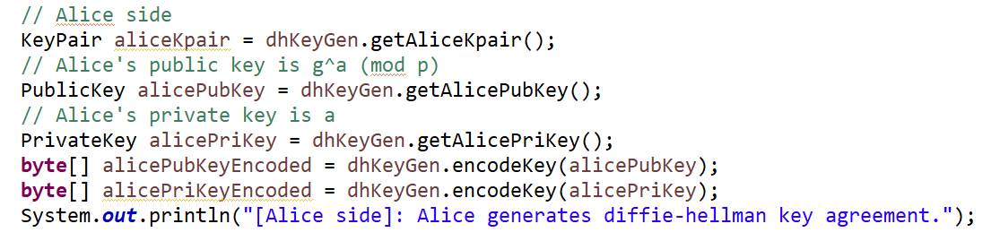 // Alice side
KeyPair aliceKpair = dhKeyGen.getAliceKpair();
// Alice's public key is g^a (mod p)
PublicKey alicePubKey = dhKeyGen.getAlicePubKey();
// Alice's private key is a
PrivateKey alicePriKey = dhKeyGen.getAlicePriKey();
byte[] alicePubKeyEncoded = dhKeyGen.encodeKey(alicePubKey);
byte[] alicePriKeyEncoded = dhKeyGen.encodeKey(alicePriKey);
System.out.println("[Alice side]: Alice generates diffie-hellman key agreement.");